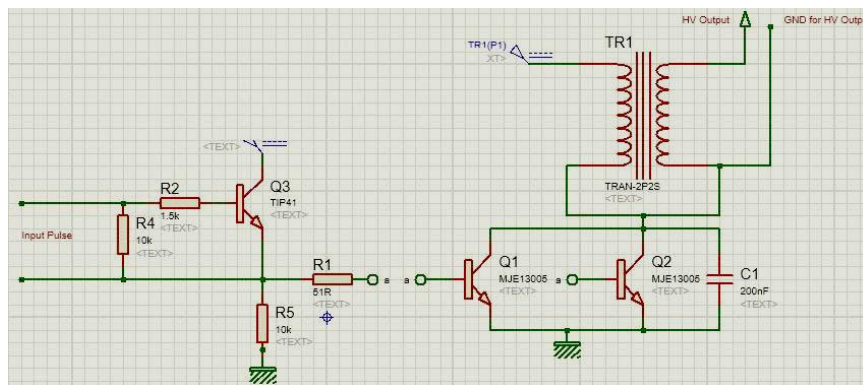 HV Output
GND for HV Outp
TR1(P1)
TR1
<TEXT>
TRAN-2P2S
<TEXT>
R2
1.5k
<TEXT>
Q3
TIP41
<TEXT>
Input Pulse
R4
10k
<TEXT>
R1
51R
<TEXT>
a
a
Q1
MJE13005
<TEXT>
a
Q2
MJE13005
<TEXT>
C1
200nF
<TEXT>
R5
10k
<TEXT>